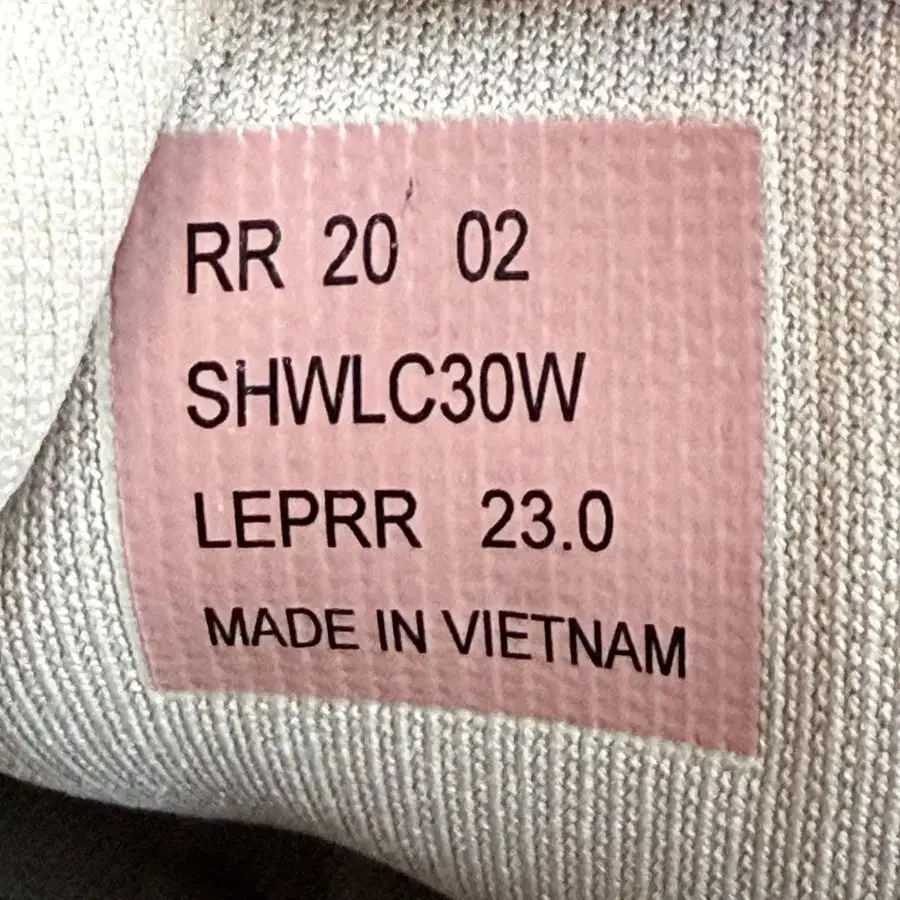 RR 20 02
SHWLC30W
LEPRR 23.0
MADE IN VIETNAM